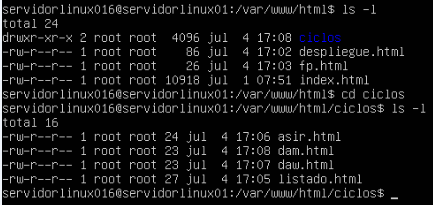 servidorlinux016@servidorlinux01:/var/www/html$ ls -l
total 24
drwxr-xr-x 2 root root  4096 jul  4 17:08 ciclos
-rw-r--r-- 1 root root    86 jul  4 17:02 despliegue.html
-rw-r--r-- 1 root root    26 jul  4 17:03 fp.html
-rw-r--r-- 1 root root 10918 jul  1 07:51 index.html
servidorlinux016@servidorlinux01:/var/www/html$ cd ciclos
servidorlinux016@servidorlinux01:/var/www/html/ciclos$ ls -l
total 16
-rw-r--r-- 1 root root 24 jul  4 17:06 asir.html
-rw-r--r-- 1 root root 23 jul  4 17:08 dam.html
-rw-r--r-- 1 root root 23 jul  4 17:07 daw.html
-rw-r--r-- 1 root root 27 jul  4 17:05 listado.html
servidorlinux016@servidorlinux01:/var/www/html/ciclos$ _